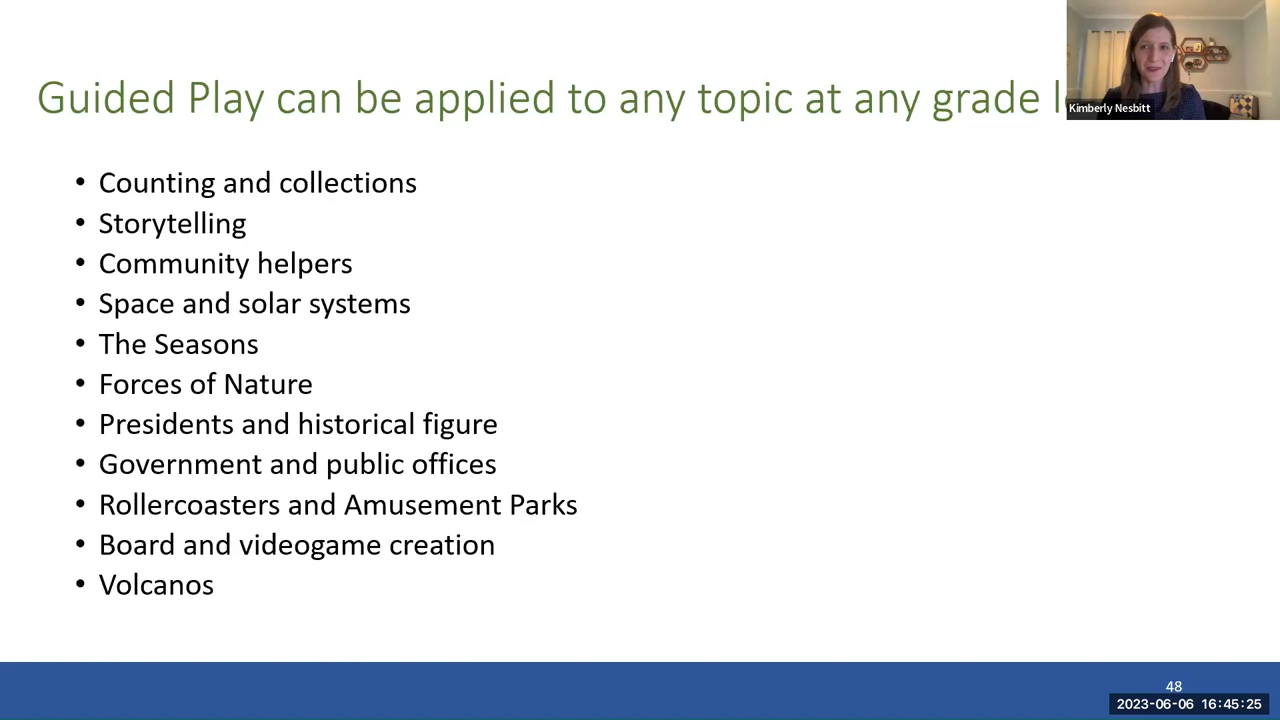 Guided Play can be applied to any topic at any grade
Kimberly Nesbitt
• Counting and collections
• Storytelling
• Community helpers
• Space and solar systems
• The Seasons
• Forces of Nature
• Presidents and historical figure
• Government and public offices
• Rollercoasters and Amusement Parks
• Board and videogame creation
• Volcanos
48
2023-06-06 16:45:25